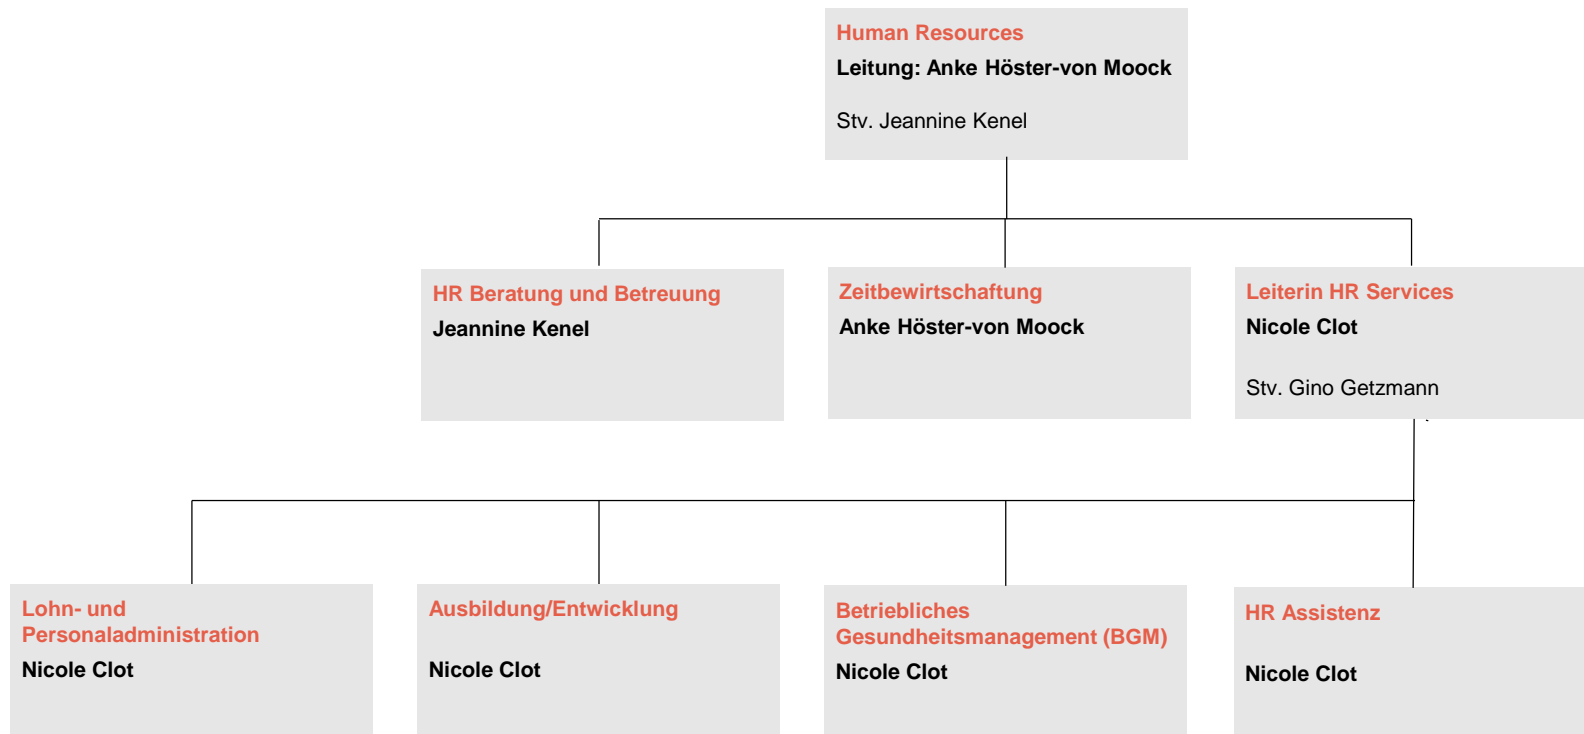 Human Resources
Leitung: Anke Höster-von Moock
Stv. Jeannine Kenel
HR Beratung und Betreuung
Jeannine Kenel
Zeitbewirtschaftung
Anke Höster-von Moock
Leiterin HR Services
Nicole Clot
Stv. Gino Getzmann
Lohn- und
Personaladministration
Nicole Clot
Ausbildung/Entwicklung
Nicole Clot
Betriebliches
Gesundheitsmanagement (BGM)
Nicole Clot
HR Assistenz
Nicole Clot